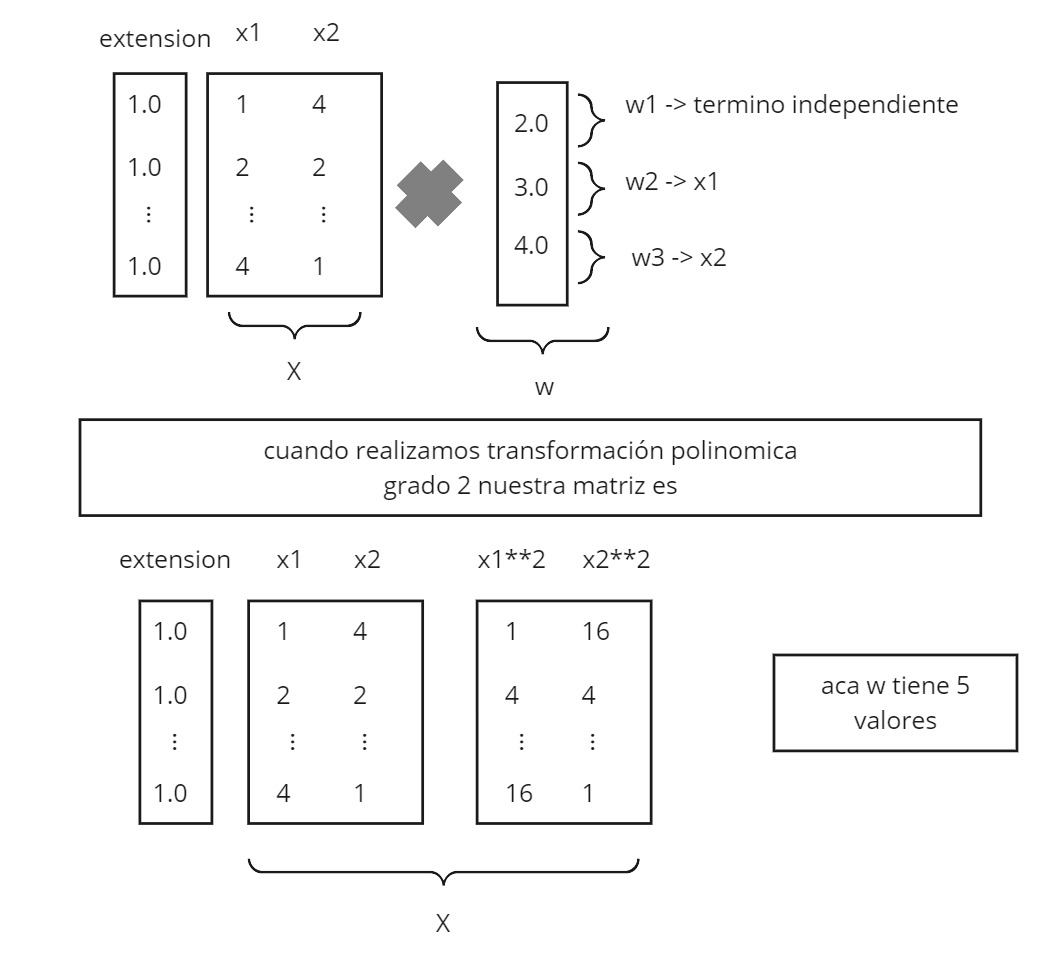 extension x1 x2
1.0 1 4
1.0 2 2
⋮ ⋮ ⋮
1.0 4 1
2.0
3.0
4.0
w1 -> termino independiente
w2 -> x1
w3 -> x2
X
w
cuando realizamos transformación polinomica
grado 2 nuestra matriz es
extension x1 x2 x1**2 x2**2
1.0 1 4 1 16
1.0 2 2 4 4
⋮ ⋮ ⋮ ⋮ ⋮
1.0 4 1 16 1
aca w tiene 5
valores
X